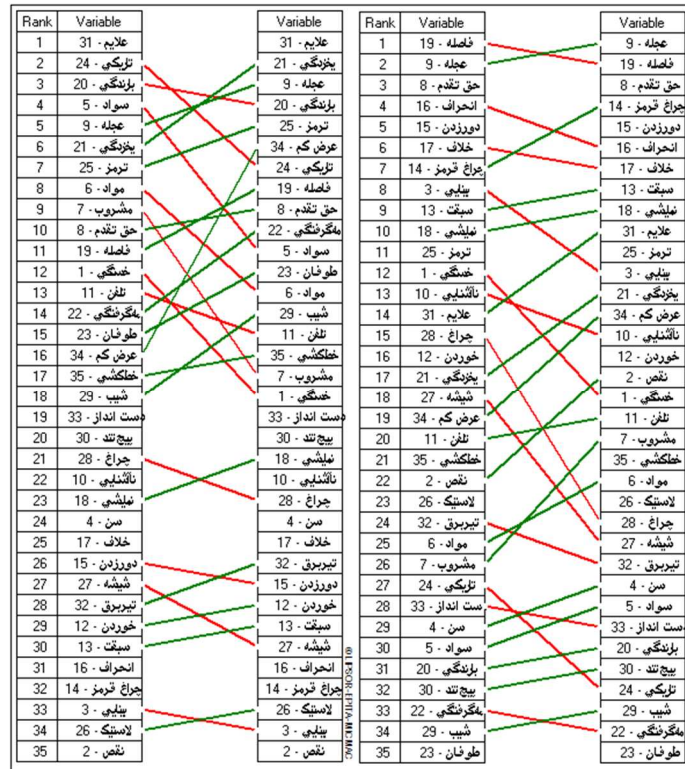 Rank Variable Variable
1 31 - علایم 31 - علایم
2 24 - تاریکی 21 - یخزدگی
3 20 - بارندگی 9 - عجله
4 5 - سواد 20 - بارندگی
5 9 - عجله 25 - ترمز
6 21 - یخزدگی 34 - عرض کم
7 25 - ترمز 24 - تاریکی
8 6 - مواد 19 - فاصله
9 7 - مشروب 8 - حق تقدم
10 8 - حق تقدم 22 - مه‌گرفتگی
11 19 - فاصله 5 - سواد
12 1 - خستگی 23 - طوفان
13 11 - تلفن 6 - مواد
14 22 - مه‌گرفتگی 29 - شیب
15 23 - طوفان 11 - تلفن
16 34 - عرض کم 35 - خطکشی
17 35 - خطکشی 7 - مشروب
18 29 - شیب 1 - خستگی
19 33 - دست انداز 33 - دست انداز
20 30 - پیچ تند 30 - پیچ تند
21 28 - چراغ 18 - نمایشی
22 10 - ناآشنایی 10 - ناآشنایی
23 18 - نمایشی 28 - چراغ
24 4 - سن 4 - سن
25 17 - خلاف 17 - خلاف
26 15 - دورزدن 32 - تیربرق
27 27 - شیشه 15 - دورزدن
28 32 - تیربرق 12 - خوردن
29 12 - خوردن 13 - سبقت
30 13 - سبقت 27 - شیشه
31 16 - انحراف 16 - انحراف
32 14 - چراغ قرمز 14 - چراغ قرمز
33 3 - بینایی 26 - لاستیک
34 26 - لاستیک 3 - بینایی
35 2 - نقص 2 - نقص
© LIPSOR-EPITA-MICMAC
Rank Variable Variable
1 19 - فاصله 9 - عجله
2 9 - عجله 19 - فاصله
3 8 - حق تقدم 8 - حق تقدم
4 16 - انحراف 14 - چراغ قرمز
5 15 - دورزدن 15 - دورزدن
6 17 - خلاف 16 - انحراف
7 14 - چراغ قرمز 17 - خلاف
8 3 - بینایی 13 - سبقت
9 13 - سبقت 18 - نمایشی
10 18 - نمایشی 31 - علایم
11 25 - ترمز 25 - ترمز
12 1 - خستگی 3 - بینایی
13 10 - ناآشنایی 21 - یخزدگی
14 31 - علایم 34 - عرض کم
15 28 - چراغ 10 - ناآشنایی
16 12 - خوردن 12 - خوردن
17 21 - یخزدگی 2 - نقص
18 27 - شیشه 1 - خستگی
19 34 - عرض کم 11 - تلفن
20 11 - تلفن 7 - مشروب
21 35 - خطکشی 35 - خطکشی
22 2 - نقص 6 - مواد
23 26 - لاستیک 26 - لاستیک
24 32 - تیربرق 28 - چراغ
25 6 - مواد 27 - شیشه
26 7 - مشروب 32 - تیربرق
27 24 - تاریکی 4 - سن
28 33 - دست انداز 5 - سواد
29 4 - سن 33 - دست انداز
30 5 - سواد 20 - بارندگی
31 20 - بارندگی 30 - پیچ تند
32 30 - پیچ تند 24 - تاریکی
33 22 - مه‌گرفتگی 29 - شیب
34 29 - شیب 22 - مه‌گرفتگی
35 23 - طوفان 23 - طوفان